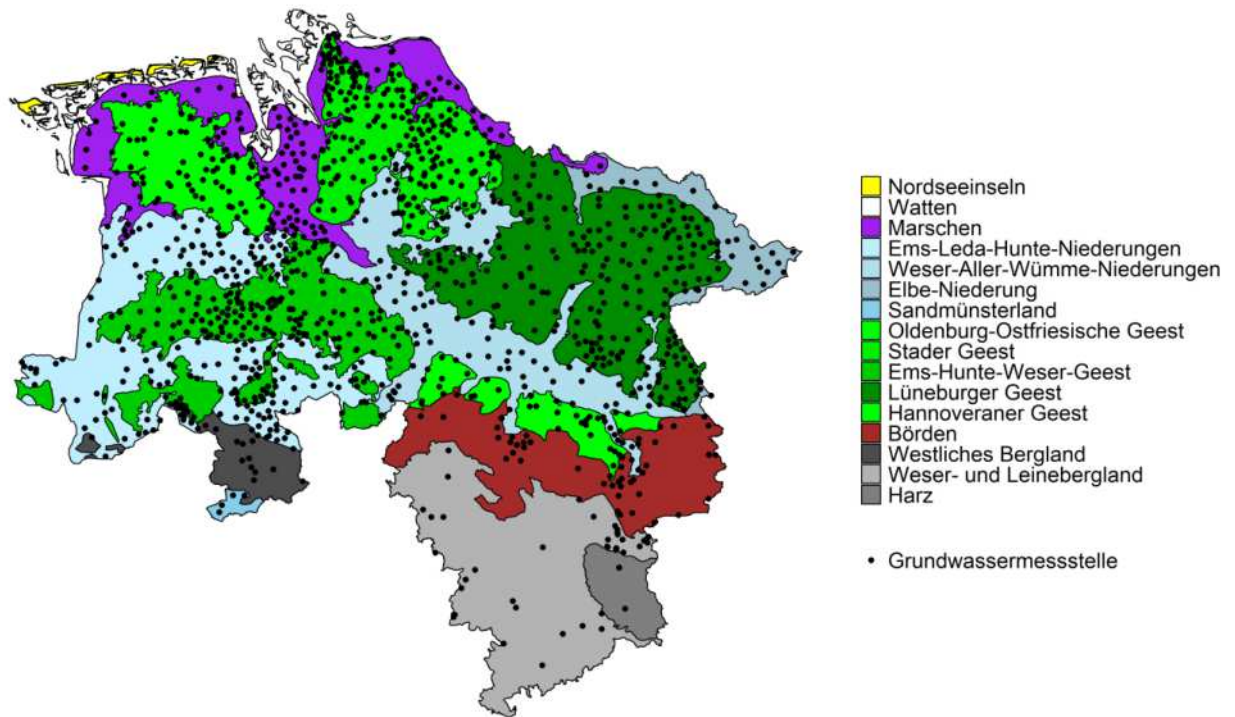 Nordseeinseln
Watten
Marschen
Ems-Leda-Hunte-Niederungen
Weser-Aller-Wümme-Niederungen
Elbe-Niederung
Sandmünsterland
Oldenburg-Ostfriesische Geest
Stader Geest
Ems-Hunte-Weser-Geest
Lüneburger Geest
Hannoveraner Geest
Börden
Westliches Bergland
Weser- und Leinebergland
Harz
Grundwassermessstelle